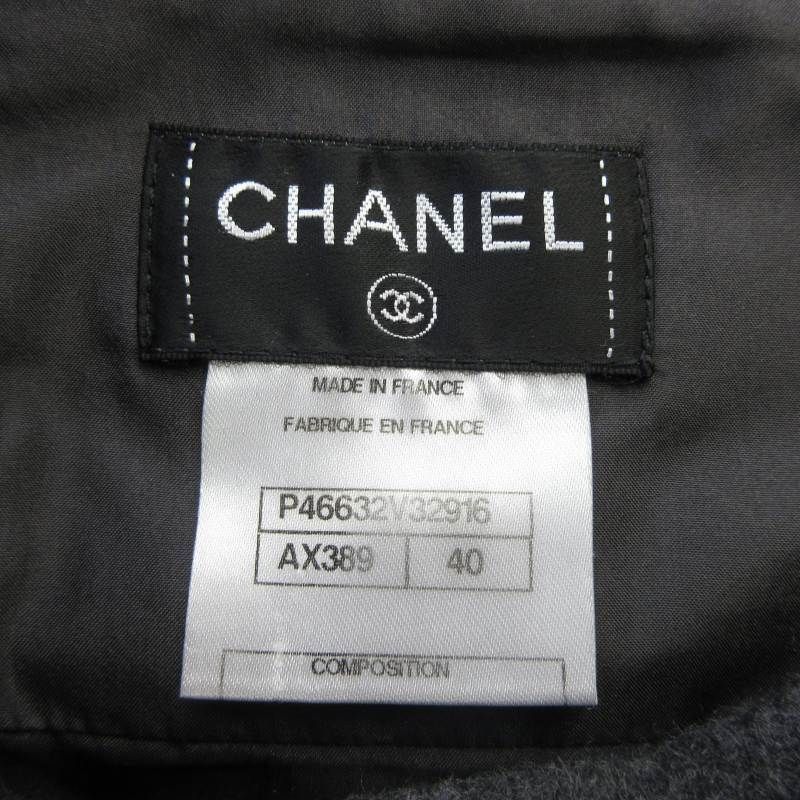 CHANEL
MADE IN FRANCE
FABRIQUE EN FRANCE
P46632V32916
AX389 40
COMPOSITION